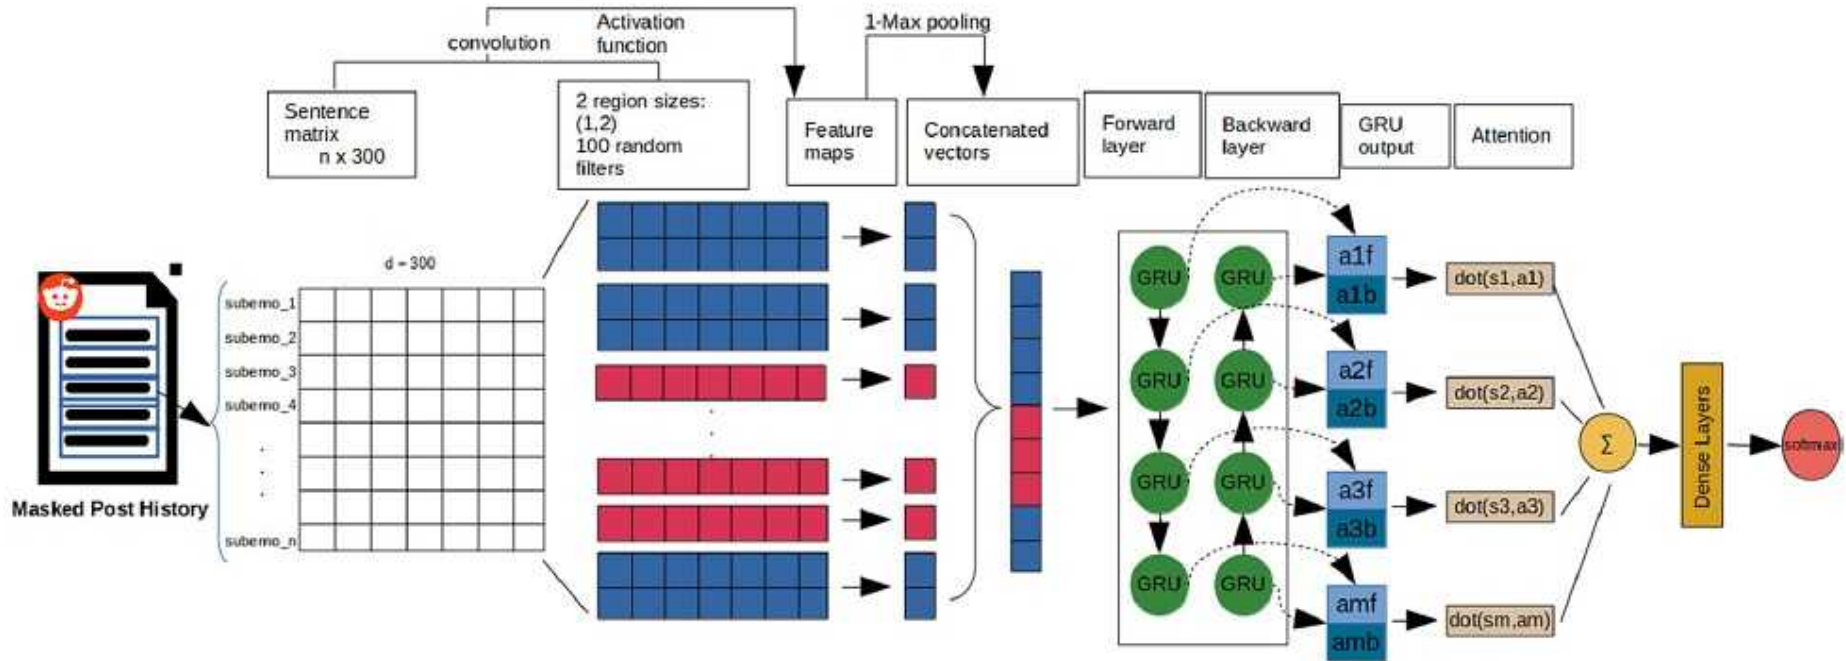 convolution
Activation
function
1-Max pooling
Sentence
matrix
n x 300
2 region sizes:
(1,2)
100 random
filters
Feature
maps
Concatenated
vectors
Forward
layer
Backward
layer
GRU
output
Attention
d = 300
subemo_1
subemo_2
subemo_3
subemo_4
.
.
.
subemo_n
Masked Post History
.
.
.
GRU
GRU
GRU
GRU
GRU
GRU
GRU
GRU
a1f
a1b
a2f
a2b
a3f
a3b
amf
amb
dot(s1,a1)
dot(s2,a2)
dot(s3,a3)
dot(sm,am)
Σ
Dense Layers
softmax